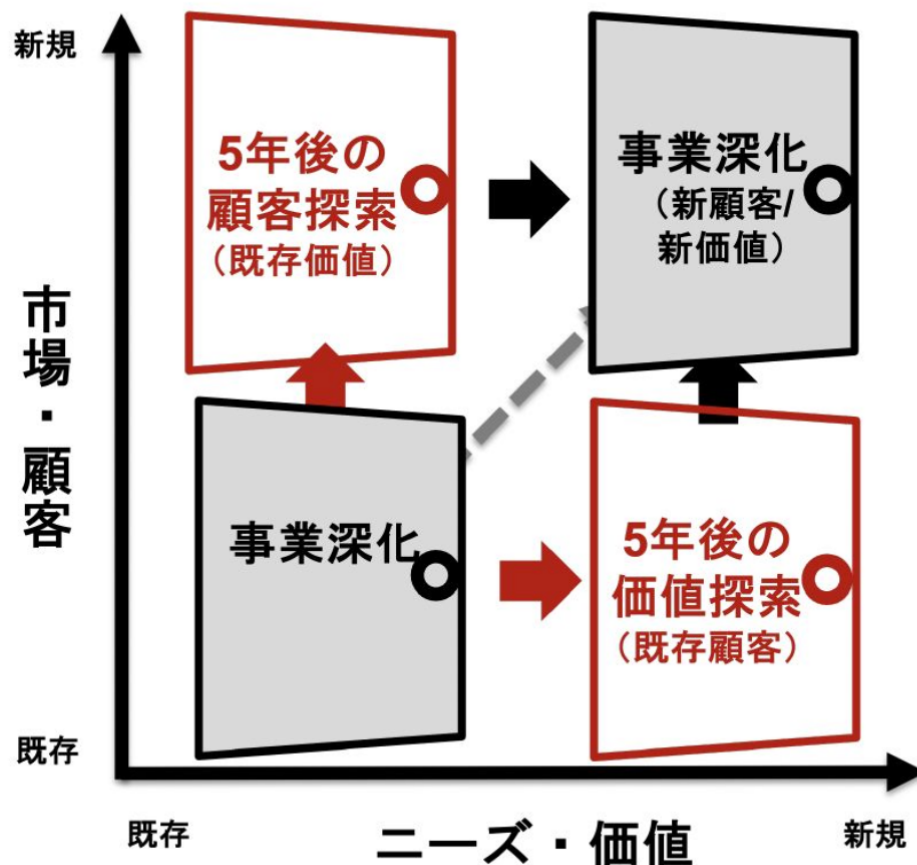 新規
5年後の
顧客探索
（既存価値）
事業深化
（新顧客/
新価値）
市場・顧客
事業深化
5年後の
価値探索
（既存顧客）
既存
既存
ニーズ・価値
新規